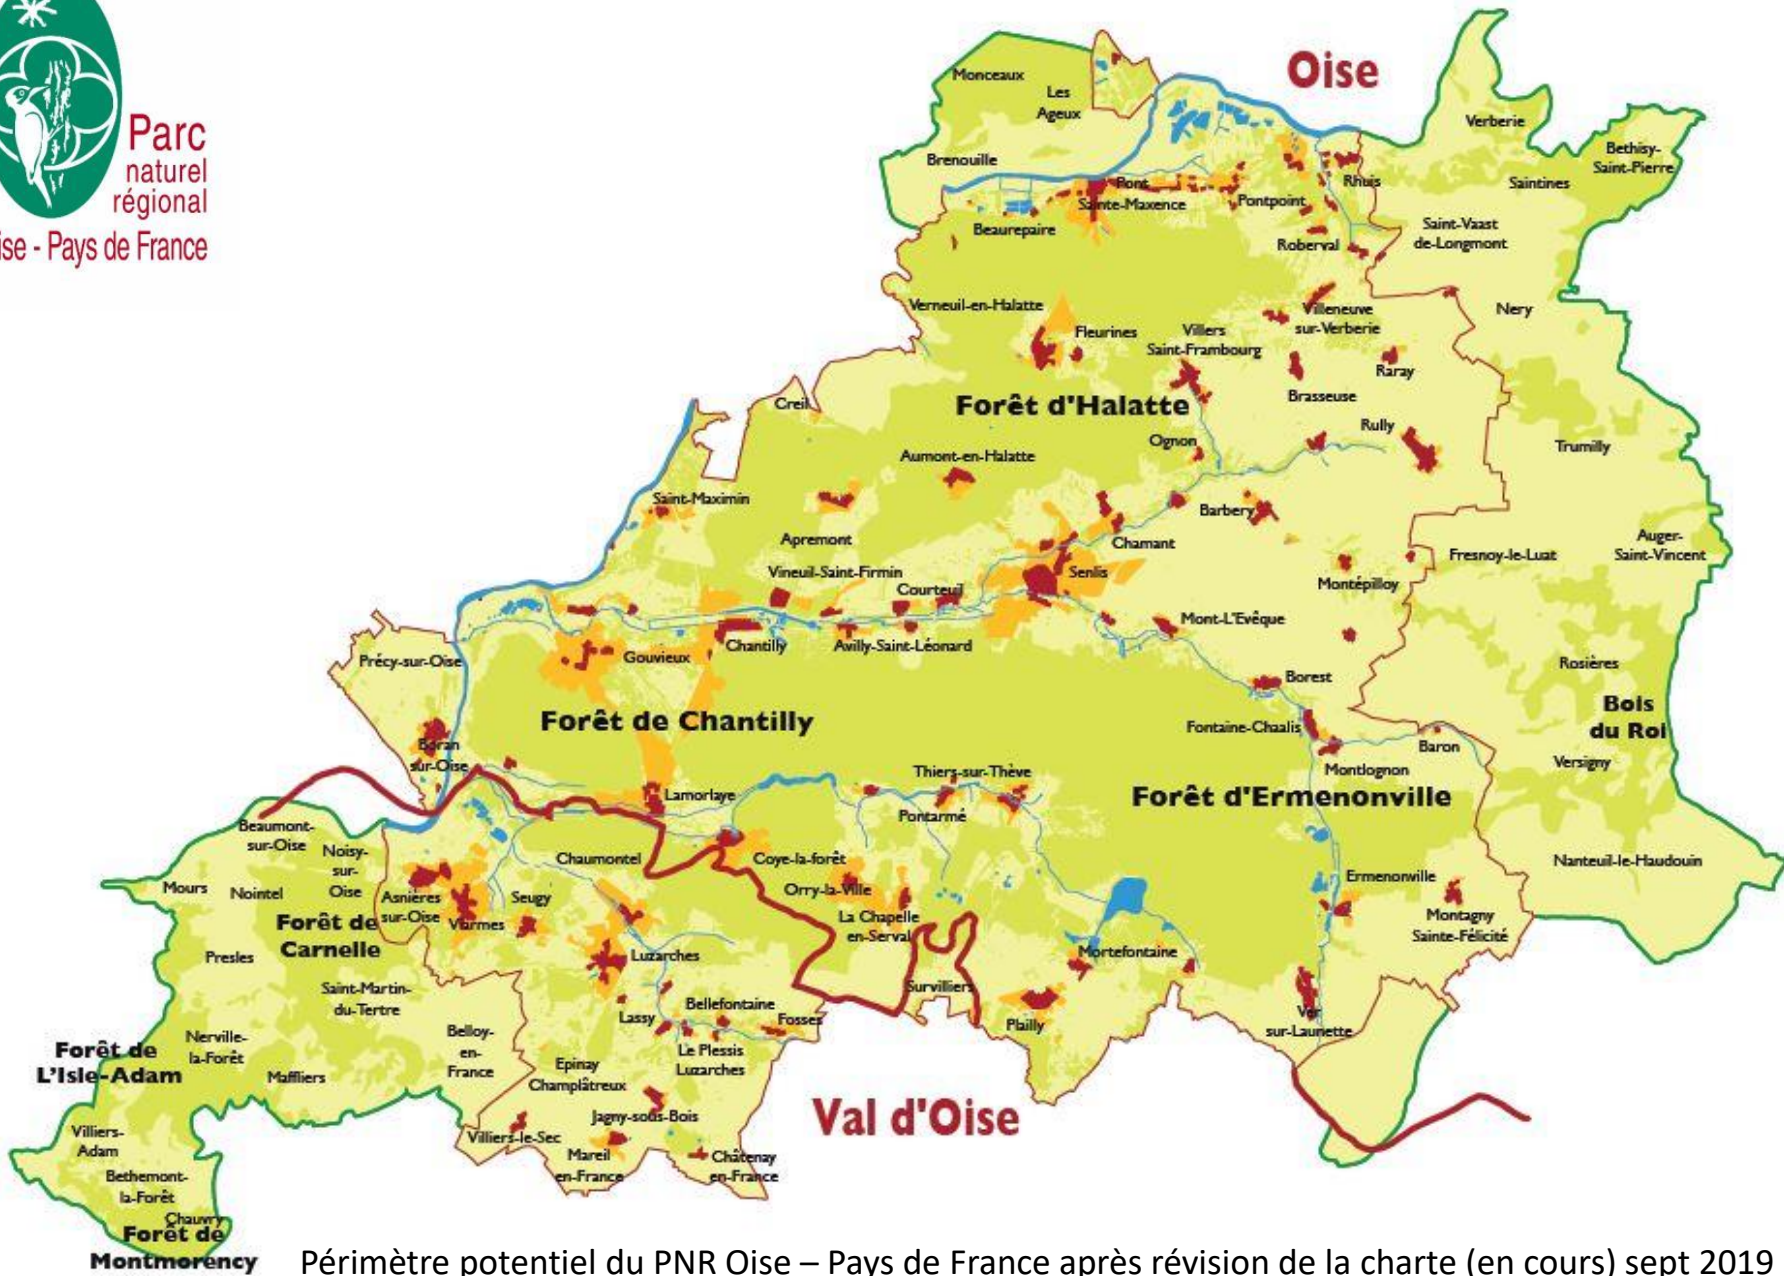 Parc
naturel
régional
ise - Pays de France
Oise
Monceaux
Les
Ageux
Brenouille
Verberie
Bethisy-
Saint-Pierre
Saintines
Rhuis
Pont
Sainte-Maxence
Pontpoint
Beaurepaire
Roberval
Saint-Vaast
de-Longmont
Verneuil-en-Halatte
Fleurines
Villers
Saint-Frambourg
Villeneuve
sur-Verberie
Nery
Raray
Brasseuse
Creil
Forêt d'Halatte
Rully
Ognon
Trumilly
Aumont-en-Halatte
Saint-Maximin
Barbery
Apremont
Chamant
Auger-
Saint-Vincent
Fresnoy-le-Luat
Vineuil-Saint-Firmin
Courteuil
Senlis
Montépilloy
Mont-L'Evêque
Chantilly
Avilly-Saint-Léonard
Gouvieux
Précy-sur-Oise
Rosières
Borest
Bois
du Roi
Forêt de Chantilly
Fontaine-Chaalis
Boran
sur-Oise
Baron
Montlognon
Versigny
Thiers-sur-Thève
Lamorlaye
Forêt d'Ermenonville
Pontarmé
Beaumont-
sur-Oise
Noisy-
sur-
Oise
Chaumontel
Coye-la-forêt
Nanteuil-le-Haudouin
Mours
Nointel
Asnières
sur-Oise
Viarmes
Seugy
Orry-la-Ville
Ermenonville
La Chapelle
en-Serval
Montagny
Sainte-Félicité
Forêt de
Carnelle
Presles
Luzarches
Mortefontaine
Saint-Martin-
du-Tertre
Survilliers
Bellefontaine
Lassy
Fosses
Plailly
Ver
sur-Launette
Nerville-
la-Forêt
Belloy-
en-
France
Forêt de
L'Isle-Adam
Maffliers
Epinay
Champlâtreux
Le Plessis
Luzarches
Val d'Oise
Jagny-sous-Bois
Villiers-
Adam
Villiers-le-Sec
Mareil
en-France
Châtenay
en-France
Bethemont-
la-Forêt
Chauvry
Forêt de
Montmorency
Périmètre potentiel du PNR Oise – Pays de France après révision de la charte (en cours) sept 2019